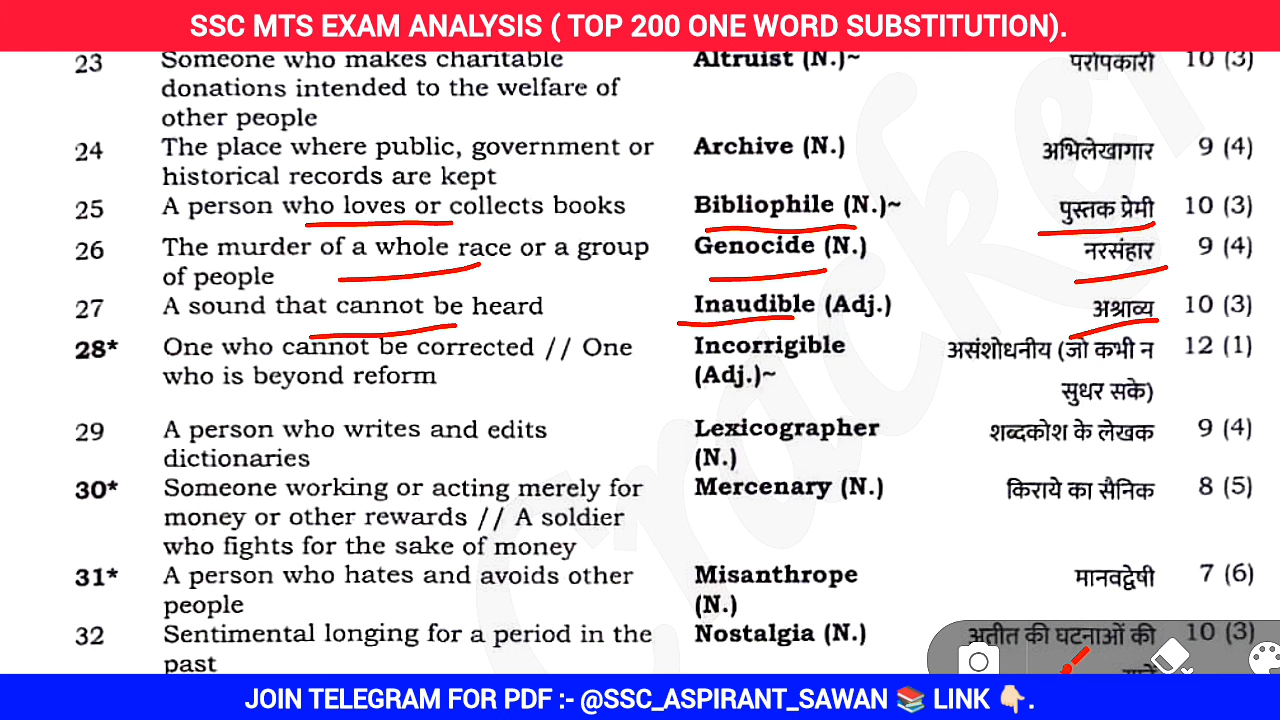 SSC MTS EXAM ANALYSIS ( TOP 200 ONE WORD SUBSTITUTION).
23 Someone who makes charitable Altruist (N.)~ परोपकारी 10 (3)
donations intended to the welfare of
other people
24 The place where public, government or Archive (N.) अभिलेखागार 9 (4)
historical records are kept
25 A person who loves or collects books Bibliophile (N.)~ पुस्तक प्रेमी 10 (3)
26 The murder of a whole race or a group Genocide (N.) नरसंहार 9 (4)
of people
27 A sound that cannot be heard Inaudible (Adj.) अश्राव्य 10 (3)
28* One who cannot be corrected // One Incorrigible असंशोधनीय (जो कभी न 12 (1)
who is beyond reform (Adj.)~ सुधर सके)
29 A person who writes and edits Lexicographer शब्दकोश के लेखक 9 (4)
dictionaries (N.)
30* Someone working or acting merely for Mercenary (N.) किराये का सैनिक 8 (5)
money or other rewards // A soldier
who fights for the sake of money
31* A person who hates and avoids other Misanthrope मानवद्वेषी 7 (6)
people (N.)
32 Sentimental longing for a period in the Nostalgia (N.) अतीत की घटनाओं की 10 (3)
past
Cracker
JOIN TELEGRAM FOR PDF :- @SSC_ASPIRANT_SAWAN 📚 LINK 👇🏻.